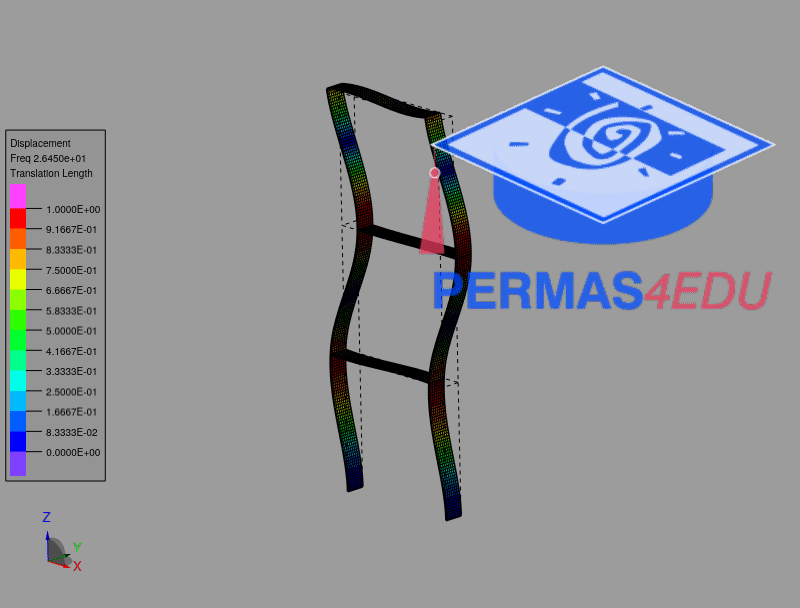 Displacement
Freq 2.6450e+01
Translation Length
1.0000E+00
9.1667E-01
8.3333E-01
7.5000E-01
6.6667E-01
5.8333E-01
5.0000E-01
4.1667E-01
3.3333E-01
2.5000E-01
1.6667E-01
8.3333E-02
0.0000E+00
PERMAS4EDU
Z
Y
X